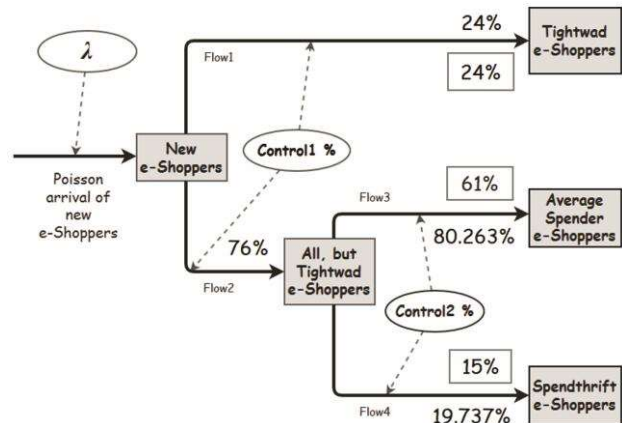 λ
Flow1
24%
24%
Tightwad
e-Shoppers
New
e-Shoppers
Control1 %
Poisson
arrival of
new
e-Shoppers
76%
Flow2
All, but
Tightwad
e-Shoppers
Flow3
61%
80.263%
Average
Spender
e-Shoppers
Control2 %
Flow4
15%
19.737%
Spendthrift
e-Shoppers